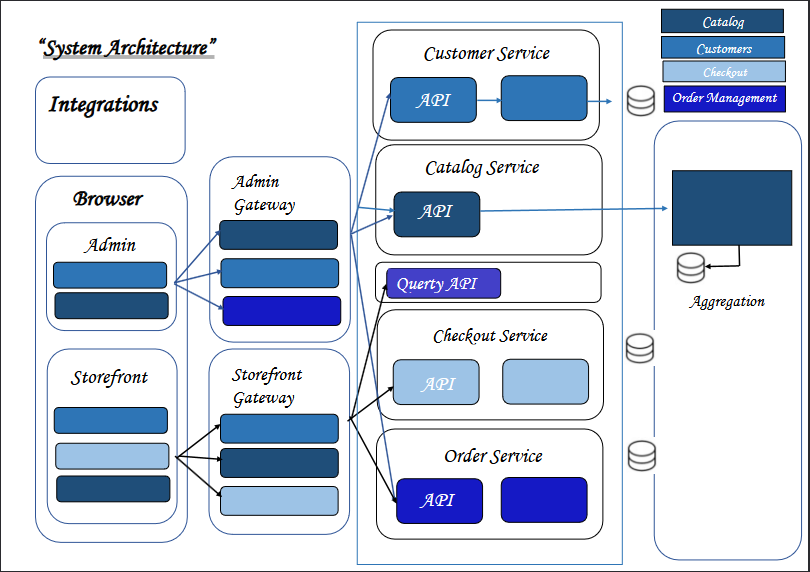 “System Architecture”
Integrations
Browser
Admin
Storefront
Admin
Gateway
Storefront
Gateway
Customer Service
API
Catalog Service
API
Querty API
Checkout Service
API
Order Service
API
Catalog
Customers
Checkout
Order Management
Aggregation